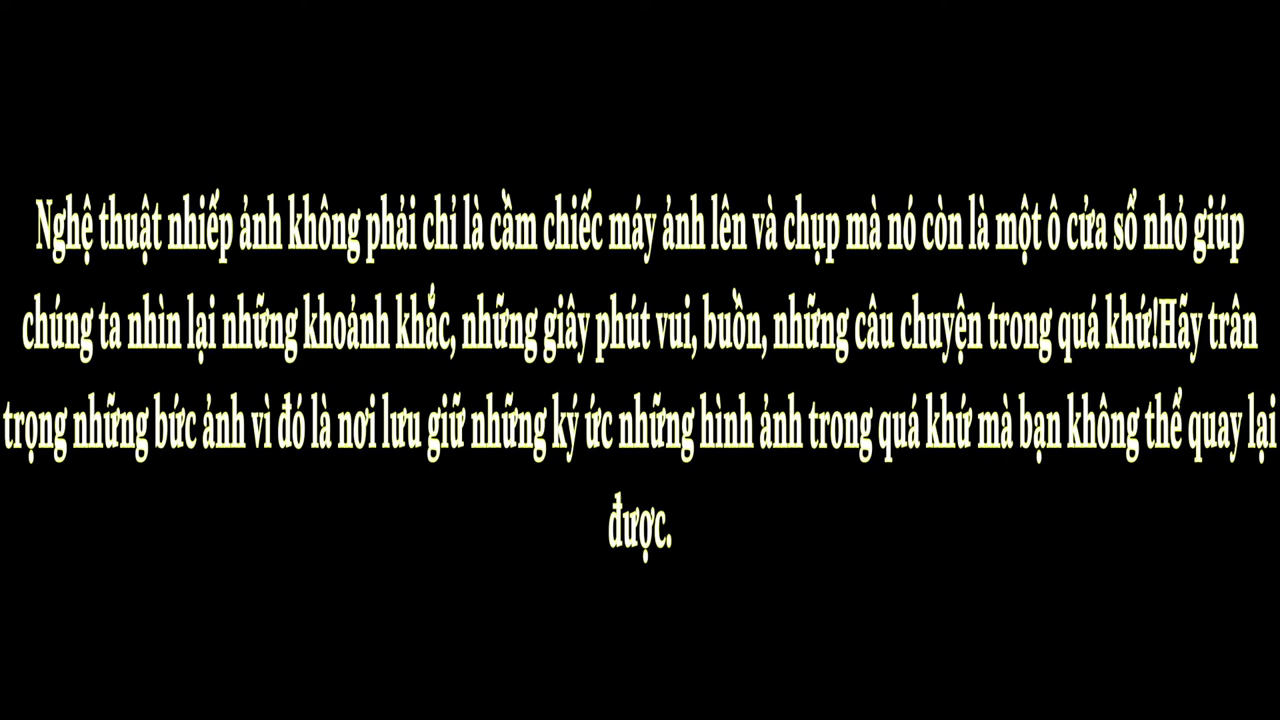 Nghệ thuật nhiếp ảnh không phải chỉ là cầm chiếc máy ảnh lên và chụp mà nó còn là một ô cửa sổ nhỏ giúp
chúng ta nhìn lại những khoảnh khắc, những giây phút vui, buồn, những câu chuyện trong quá khứ!Hãy trân
trọng những bức ảnh vì đó là nơi lưu giữ những ký ức những hình ảnh trong quá khứ mà bạn không thể quay lại
được.